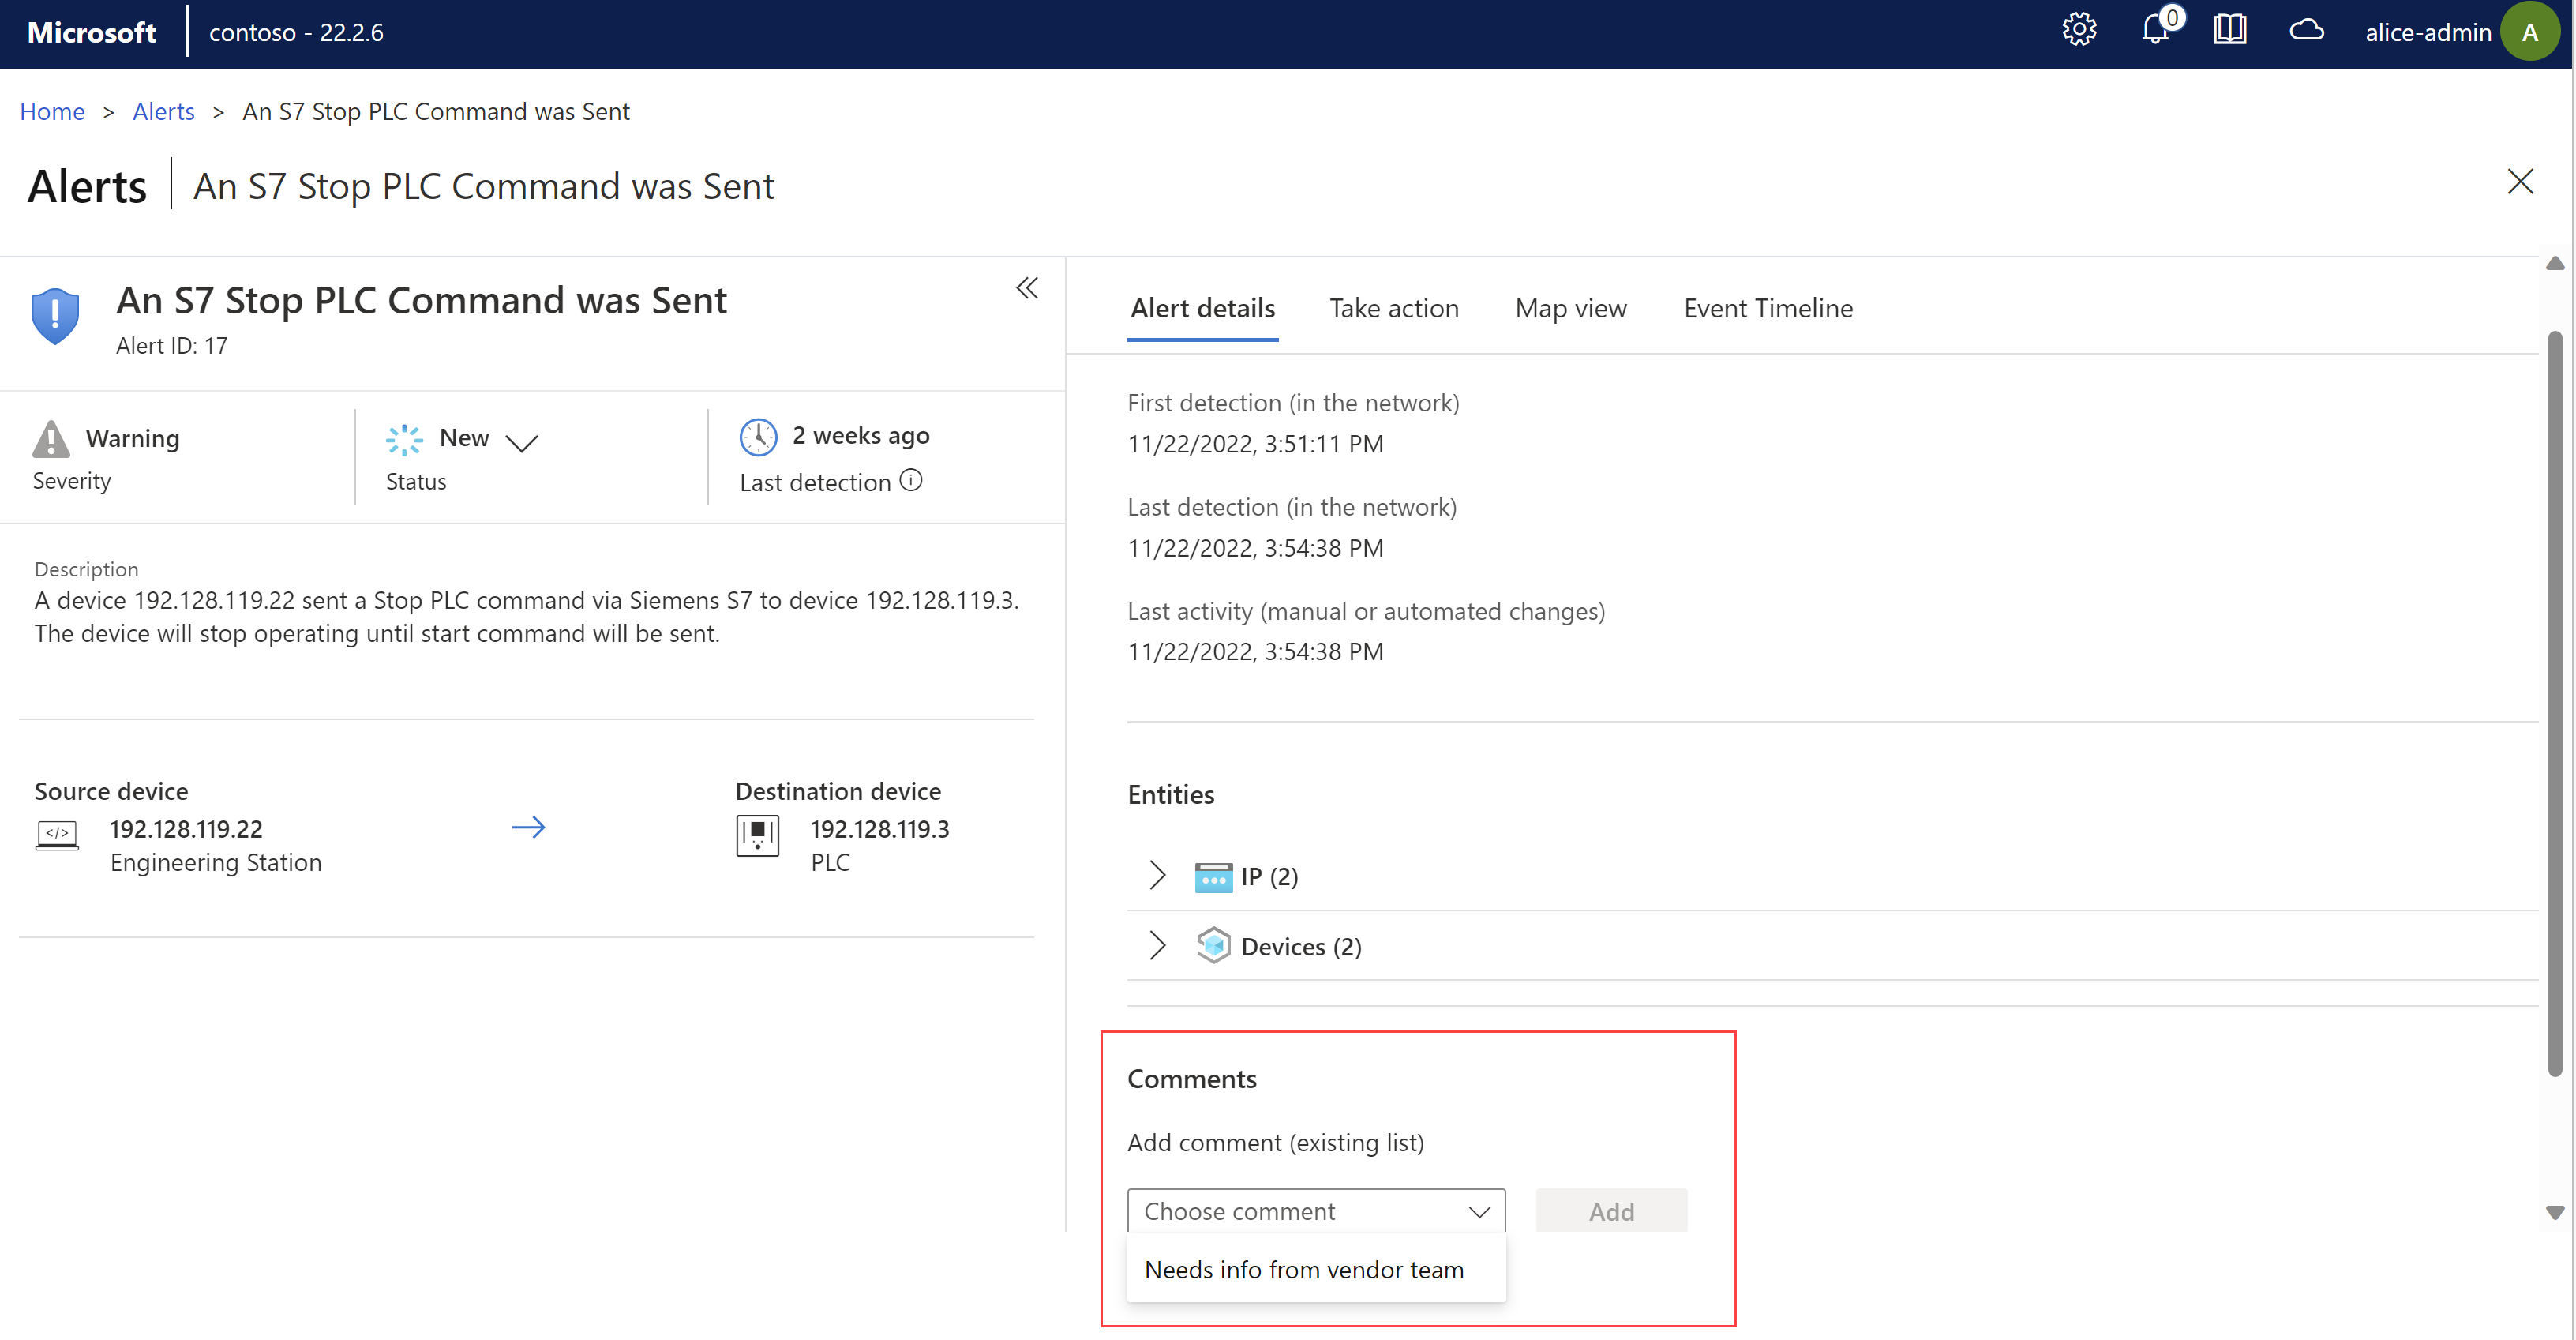 Microsoft
contoso - 22.2.6
0
alice-admin
A
Home > Alerts > An S7 Stop PLC Command was Sent
Alerts
An S7 Stop PLC Command was Sent
An S7 Stop PLC Command was Sent
Alert ID: 17
Warning
Severity
New
Status
2 weeks ago
Last detection
Description
A device 192.128.119.22 sent a Stop PLC command via Siemens S7 to device 192.128.119.3.
The device will stop operating until start command will be sent.
Source device
192.128.119.22
Engineering Station
Destination device
192.128.119.3
PLC
Alert details
Take action
Map view
Event Timeline
First detection (in the network)
11/22/2022, 3:51:11 PM
Last detection (in the network)
11/22/2022, 3:54:38 PM
Last activity (manual or automated changes)
11/22/2022, 3:54:38 PM
Entities
IP (2)
Devices (2)
Comments
Add comment (existing list)
Choose comment
Add
Needs info from vendor team